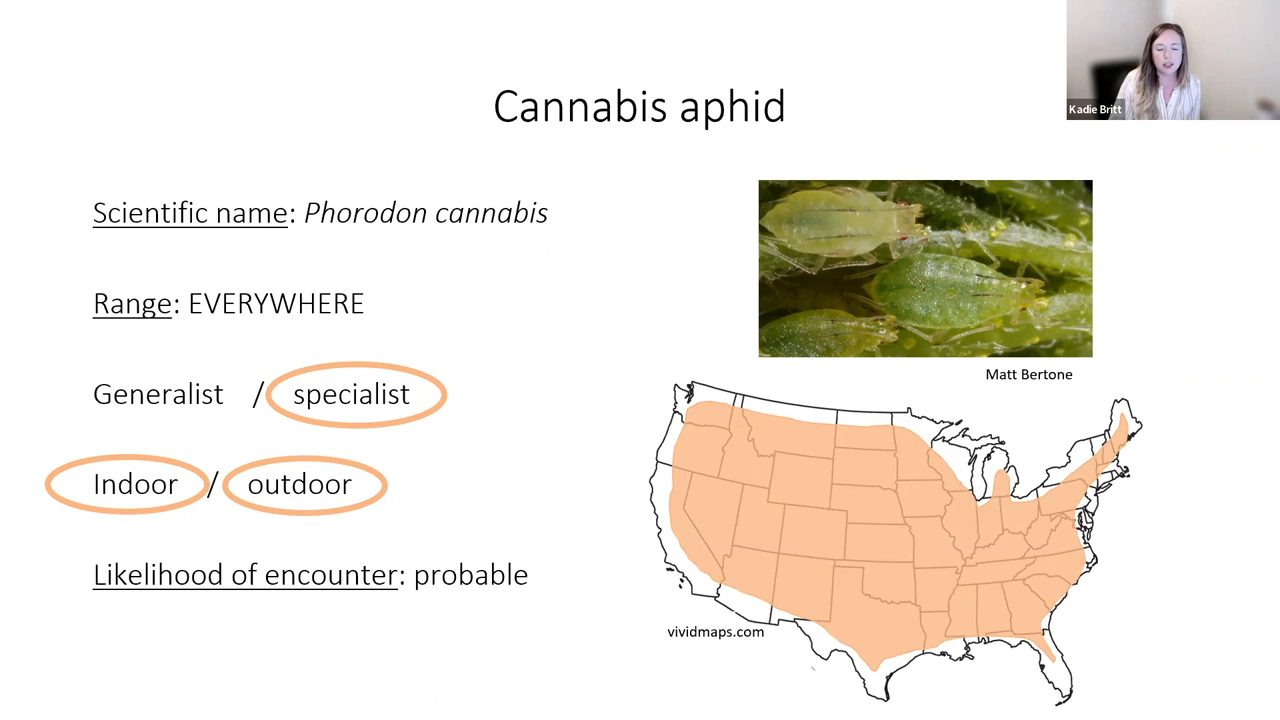 Kadie Britt
Cannabis aphid
Scientific name: Phorodon cannabis
Range: EVERYWHERE
Generalist / specialist
Indoor / outdoor
Likelihood of encounter: probable
Matt Bertone
vividmaps.com